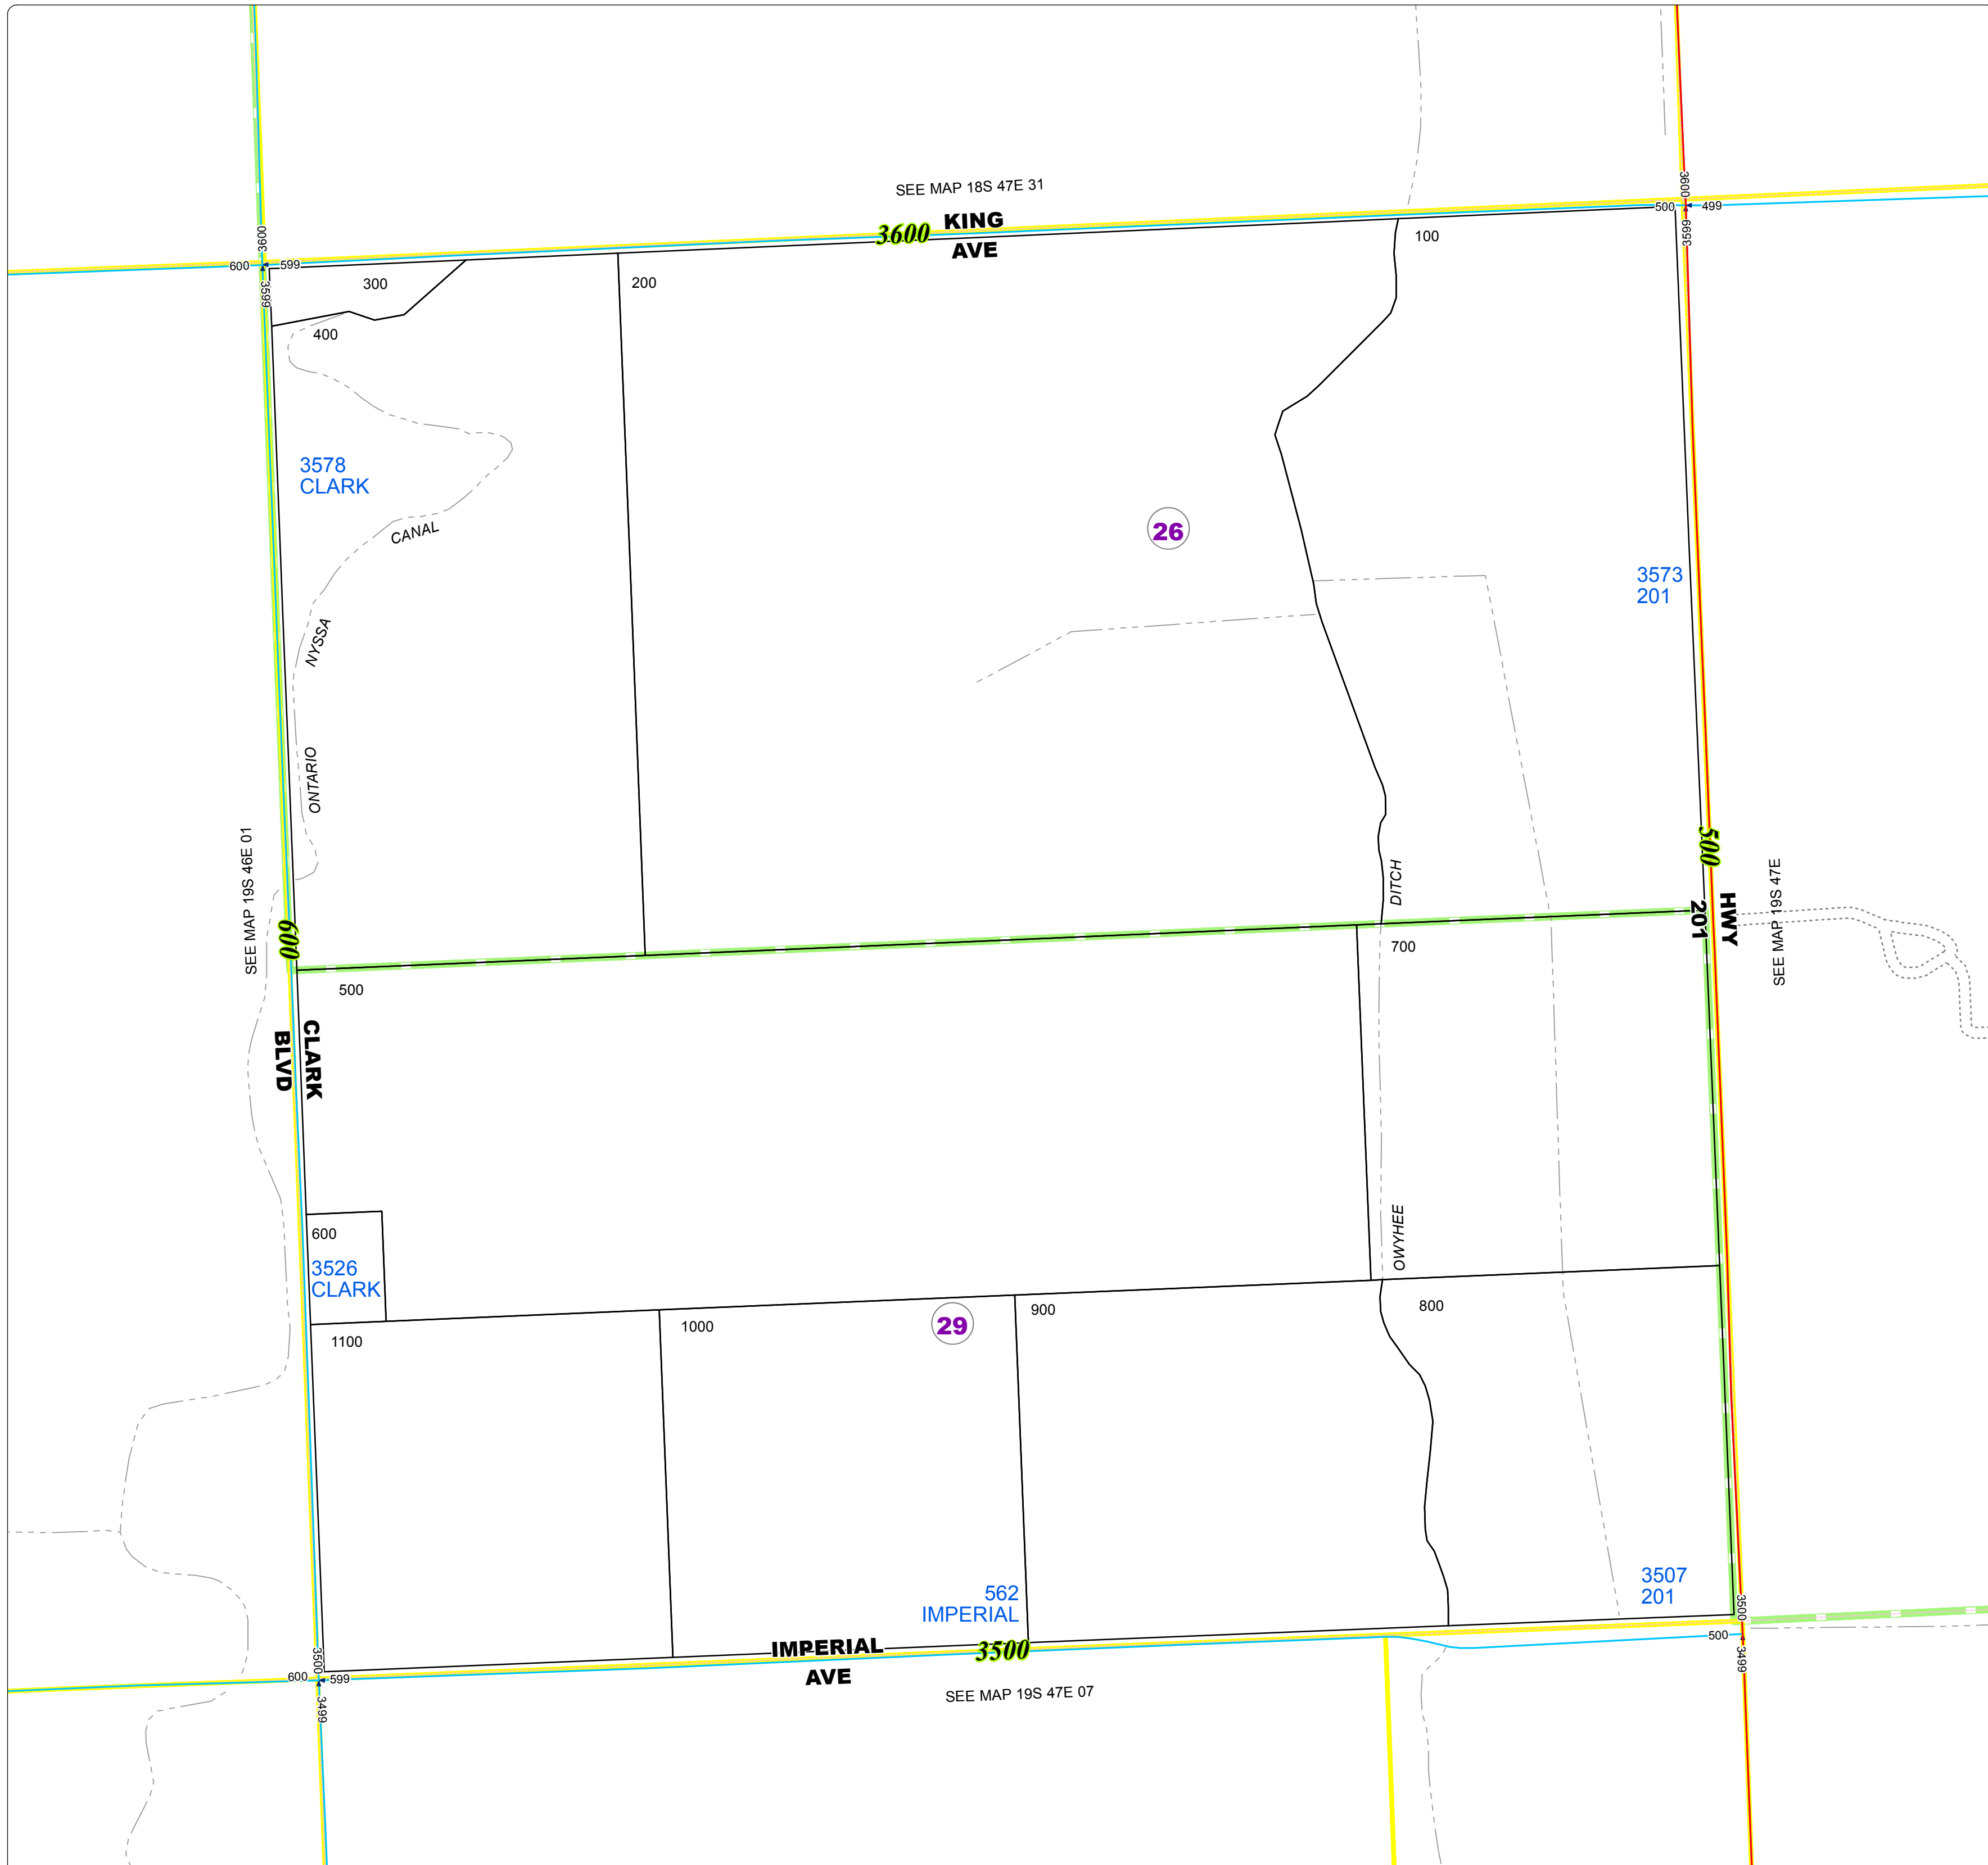 SEE MAP 18S 47E 31
3600
KING
AVE
3600
600
599
3599
3600
500
499
3599
300
400
200
100
3578
CLARK
CANAL
NYSSA
ONTARIO
26
3573
201
DITCH
500
HWY
201
SEE MAP 19S 47E
SEE MAP 19S 46E 01
600
500
700
CLARK
BLVD
600
3526
CLARK
OWYHEE
1100
1000
29
900
800
562
IMPERIAL
3507
201
3500
500
3499
3500
600
599
3499
IMPERIAL
AVE
3500
SEE MAP 19S 47E 07